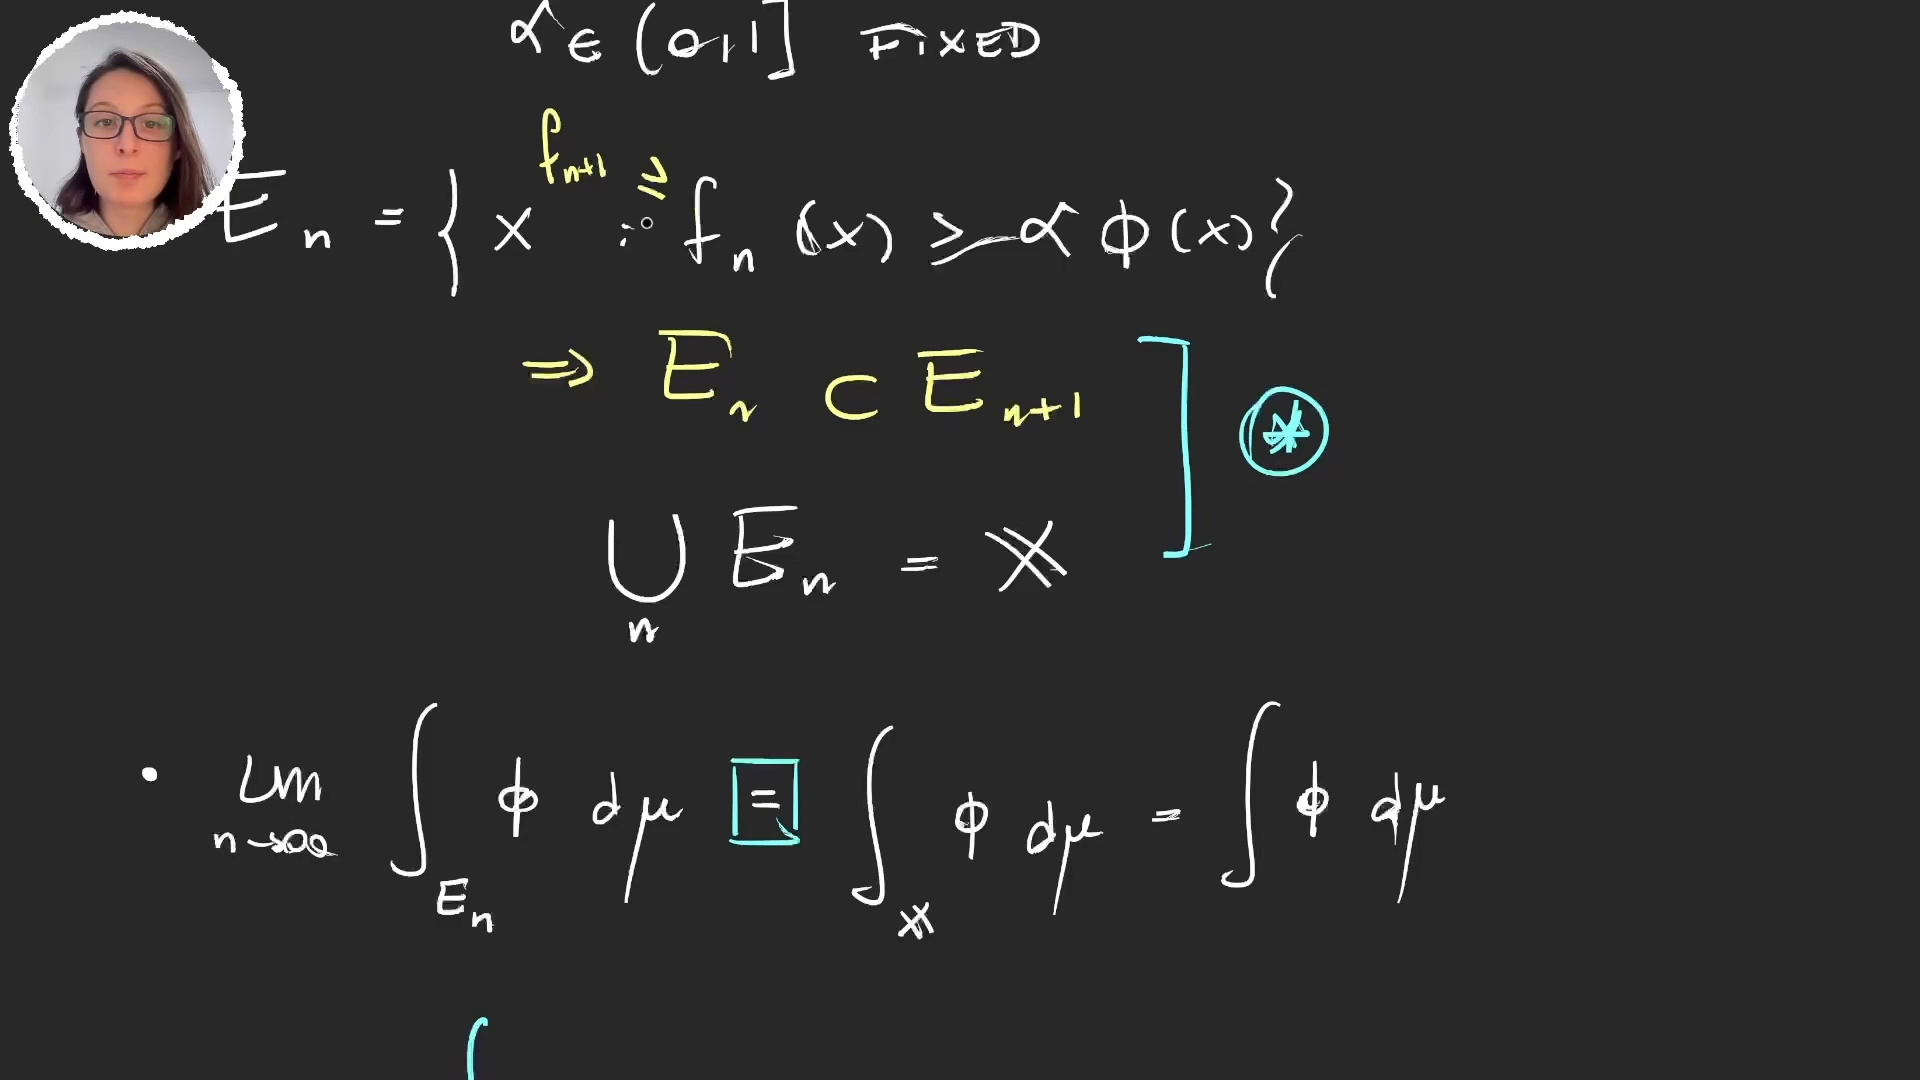 α ∈ (0,1] FIXED
f_{n+1} ≥
E_n = { x : f_n (x) ≥ α ϕ(x)}
⇒ E_n ⊂ E_{n+1}
*
⋃_n E_n = X
• lim_{n→∞} ∫_{E_n} ϕ dμ = ∫_X ϕ dμ = ∫ ϕ dμ